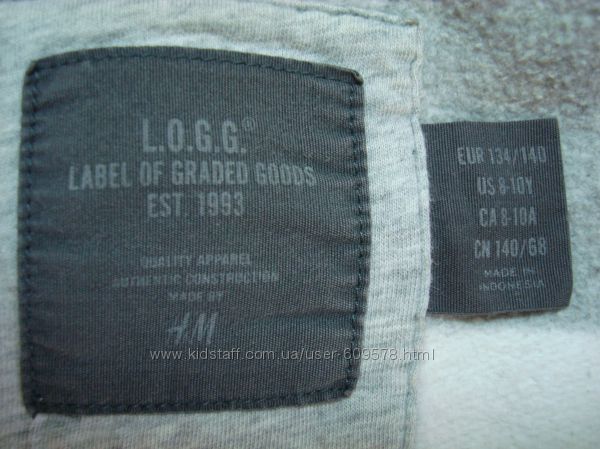 L.O.G.G.®
LABEL OF GRADED GOODS
EST. 1993
QUALITY APPAREL
AUTHENTIC CONSTRUCTION
MADE BY
H&M
EUR 134/140
US 8-10Y
CA 8-10A
CN 140/68
MADE IN
INDONESIA
www.kidstaff.com.ua/user-609578.html